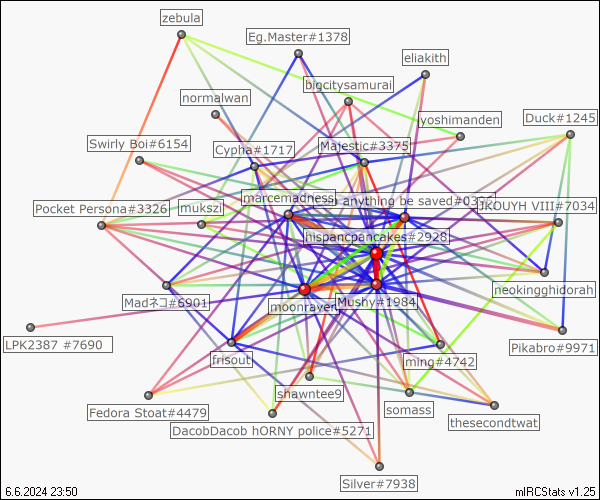 zebula
Eg.Master#1378
eliakith
bigcitysamurai
normalwan
Duck#1245
yoshimanden
Swirly Boi#6154
Cypha#1717
Majestic#3375
marcemadness
anything be saved
Pocket Persona#3326
mukszi
JKOUYH VIII#7034
hispancpancakes#2928
neokingghidorah
Madネコ#6901
moonraven
Mushy#1984
LPK2387 #7690
Pikabro#9971
frisout
ming#4742
shawntee9
Fedora Stoat#4479
somass
thesecondtwat
DacobDacob hORNY police#5271
Silver#7938
6.6.2024 23:50
mIRCStats v1.25